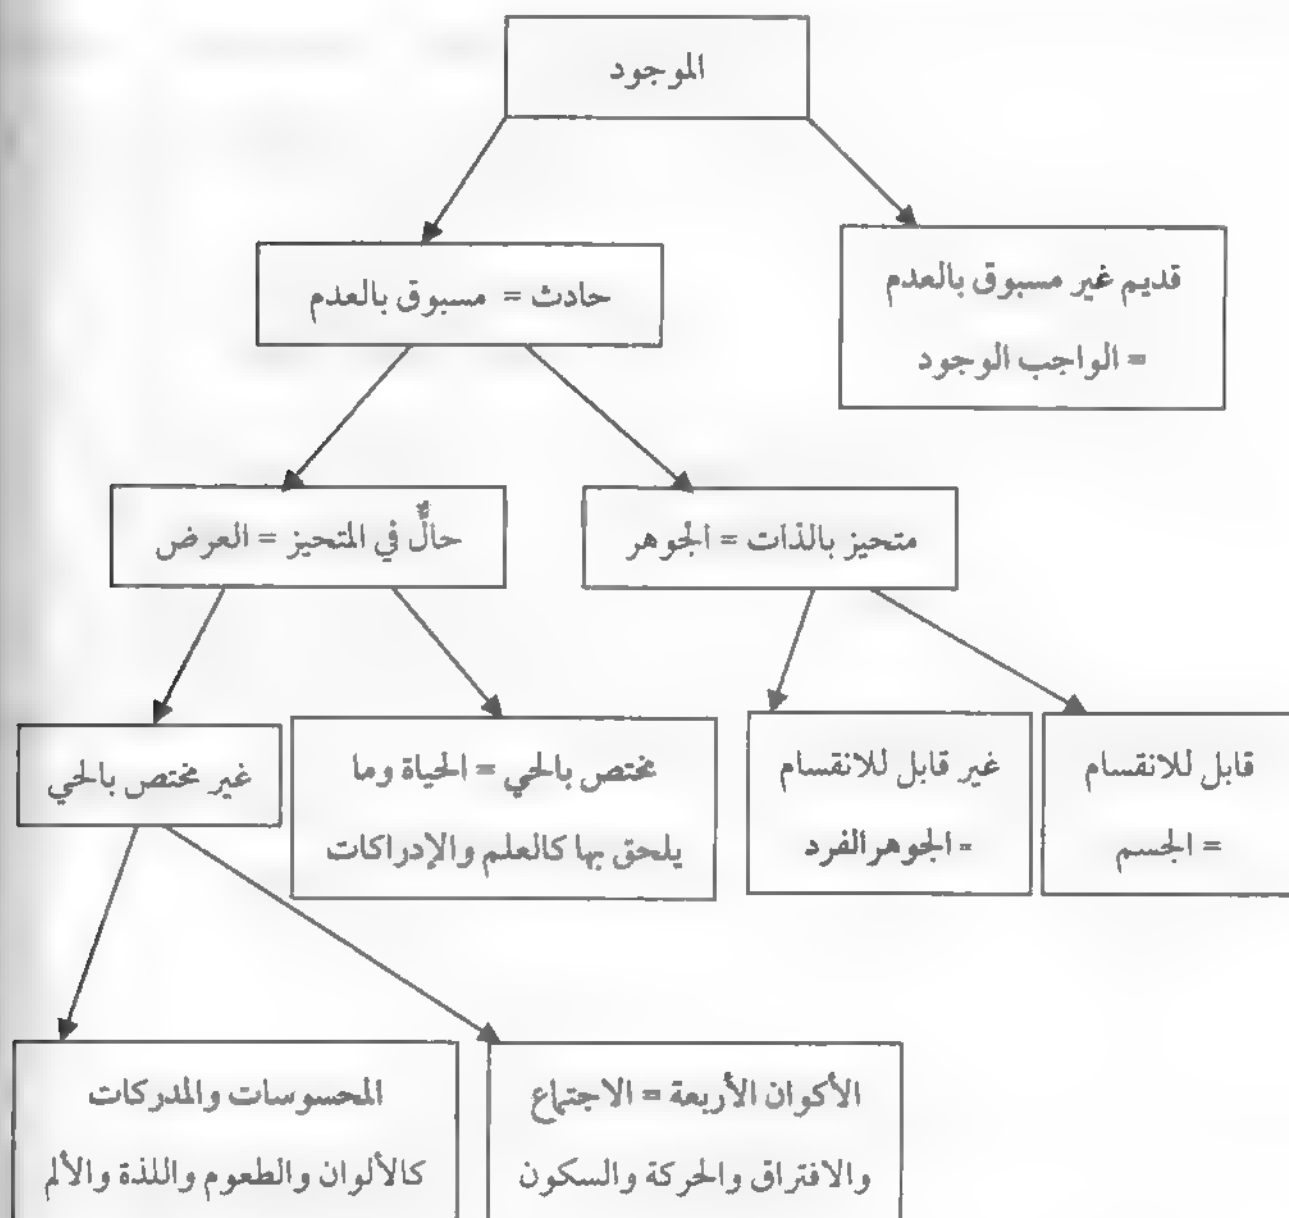 الموجود
قديم غير مسبوق بالعدم
= الواجب الوجود
حادث = مسبوق بالعدم
متحيز بالذات = الجوهر
حالٌّ في المتحيز = العرض
قابل للانقسام
= الجسم
غير قابل للانقسام
= الجوهر الفرد
مختص بالحي = الحياة وما
يلحق بها كالعلم والإدراكات
غير مختص بالحي
الأكوان الأربعة = الاجتماع
والافتراق والحركة والسكون
المحسوسات والمدركات
كالألوان والطعوم واللذة والألم